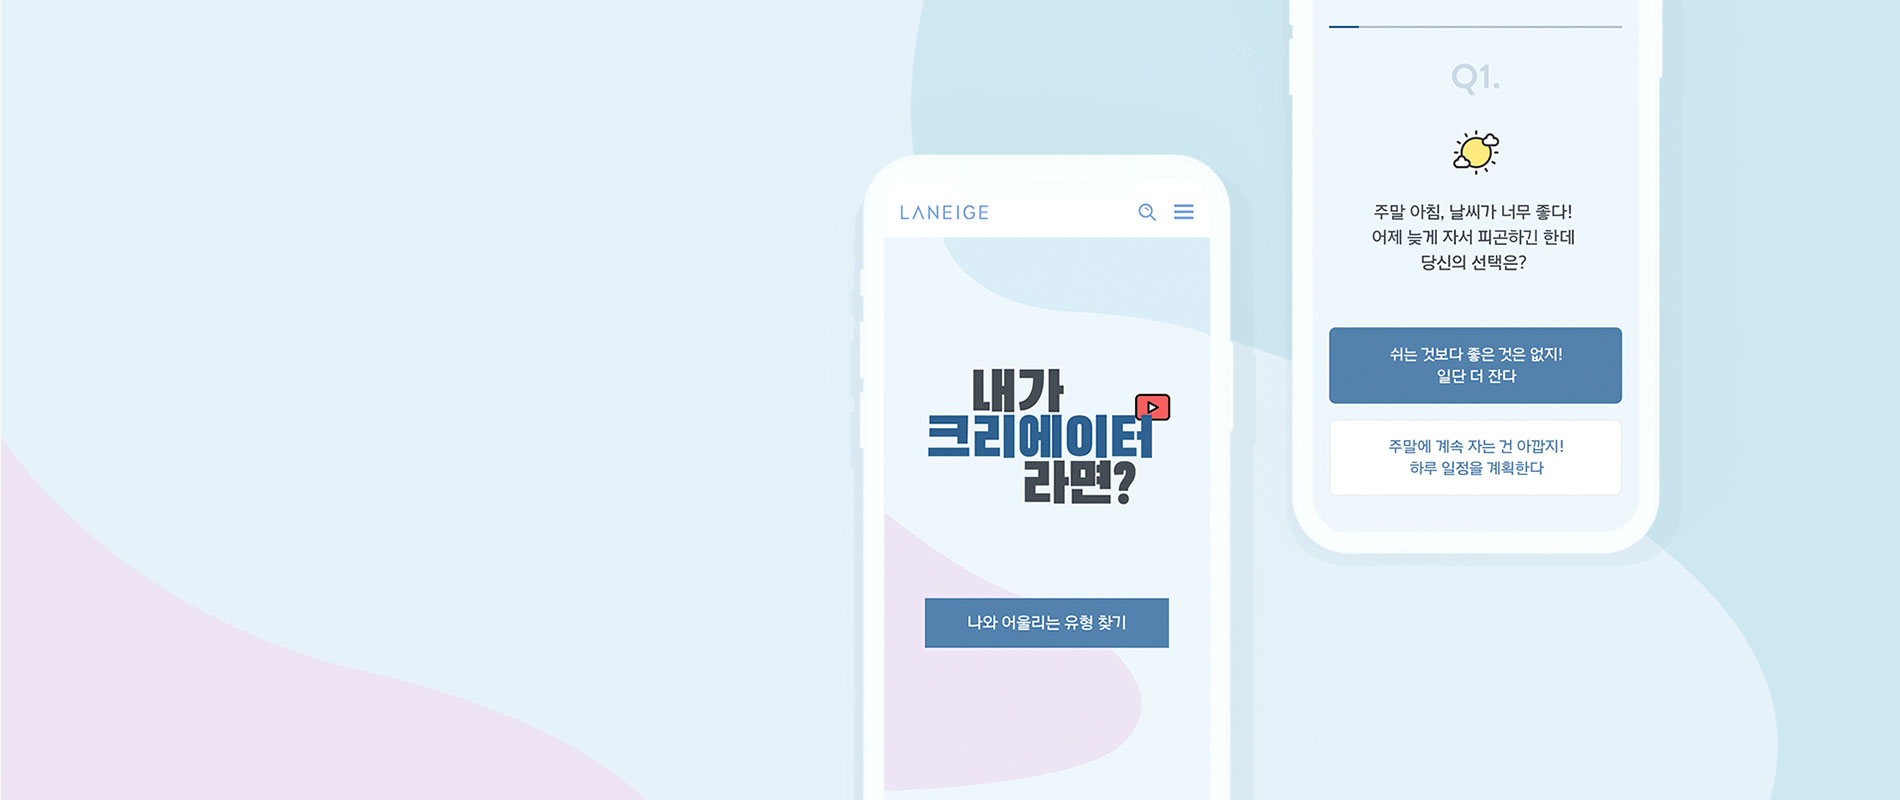 LANEIGE
내가
크리에이터
라면?
나와 어울리는 유형 찾기
Q1.
주말 아침, 날씨가 너무 좋다!
어제 늦게 자서 피곤하긴 한데
당신의 선택은?
쉬는 것보다 좋은 것은 없지!
일단 더 잔다
주말에 계속 자는 건 아깝지!
하루 일정을 계획한다